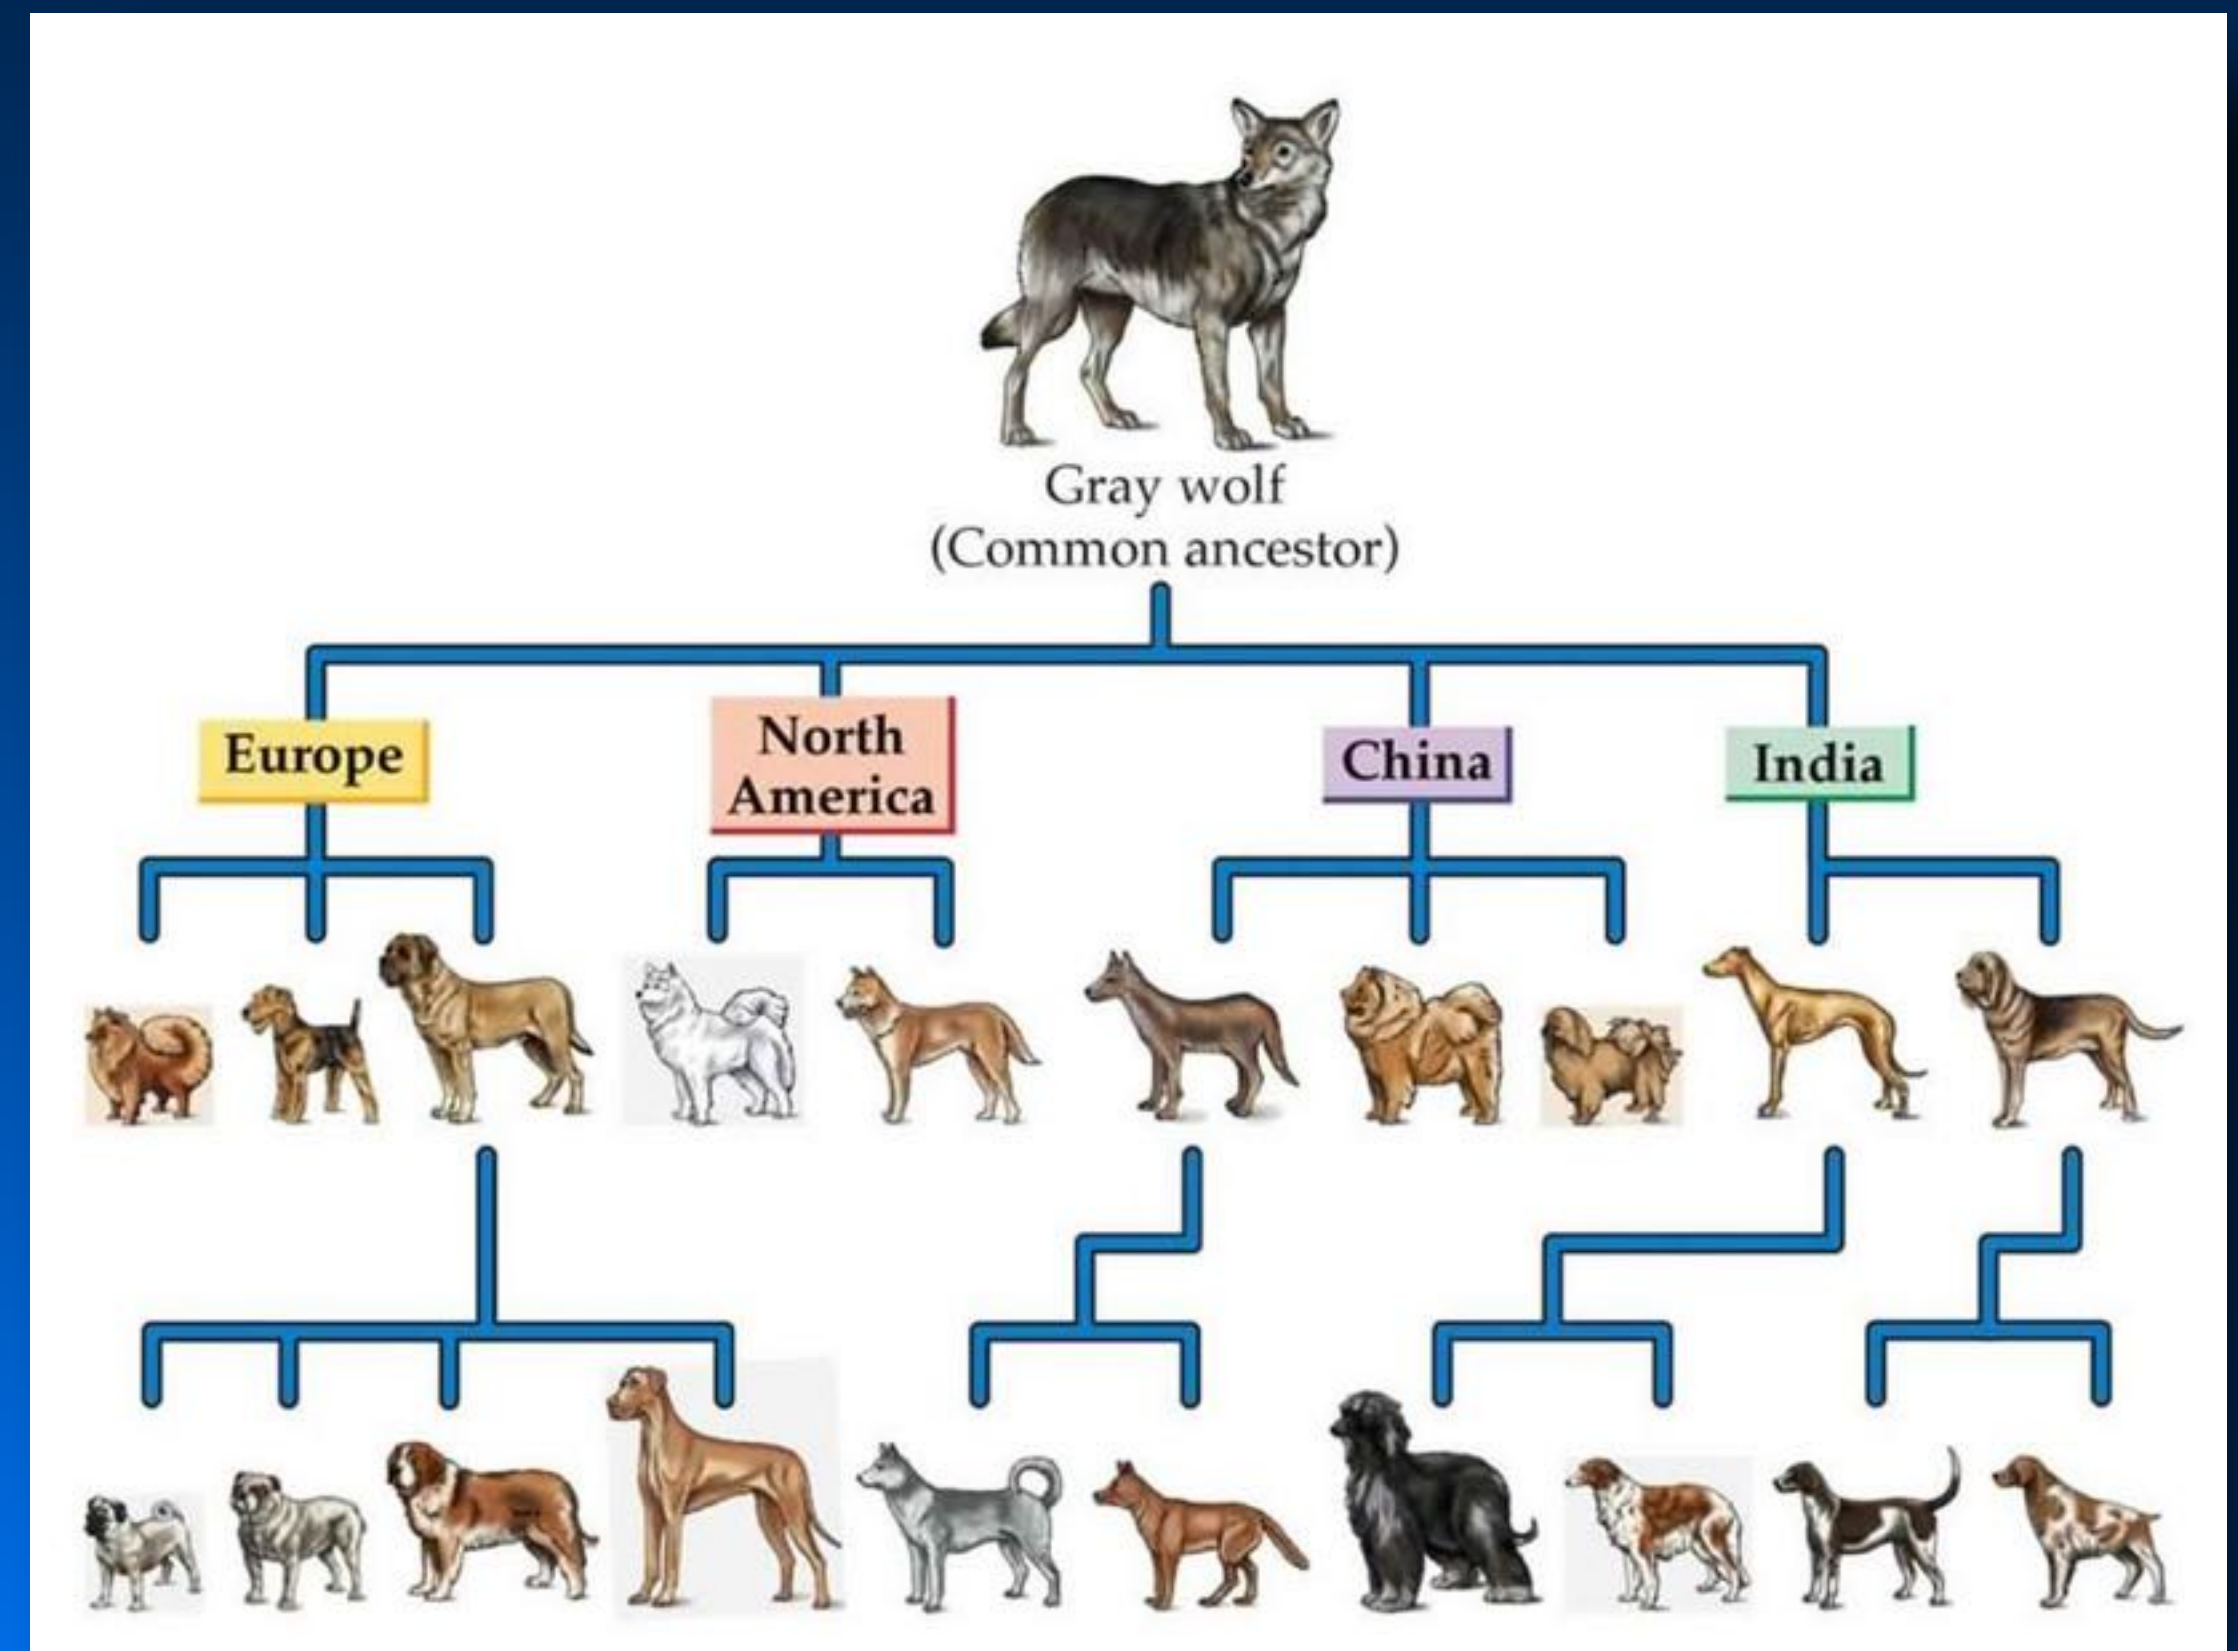 Gray wolf
(Common ancestor)
Europe
North
America
China
India